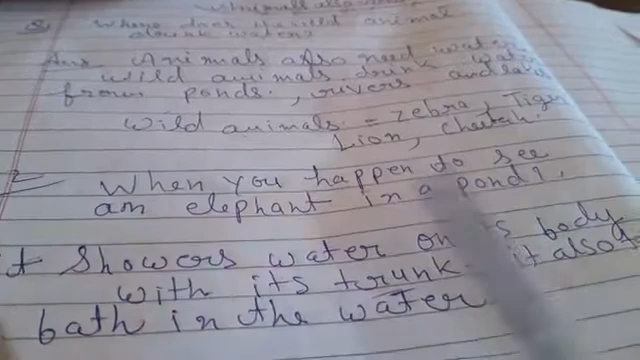 Q Where does the wild animal
drink water?
Ans Animals also need water.
wild animals drink water
from ponds, rivers and lakes
Wild animals = Zebra, Tiger
Lion, Cheetah.
When you happen to see
an elephant in a pond?
it showers water on its body
with its trunk. it also
bath in the water